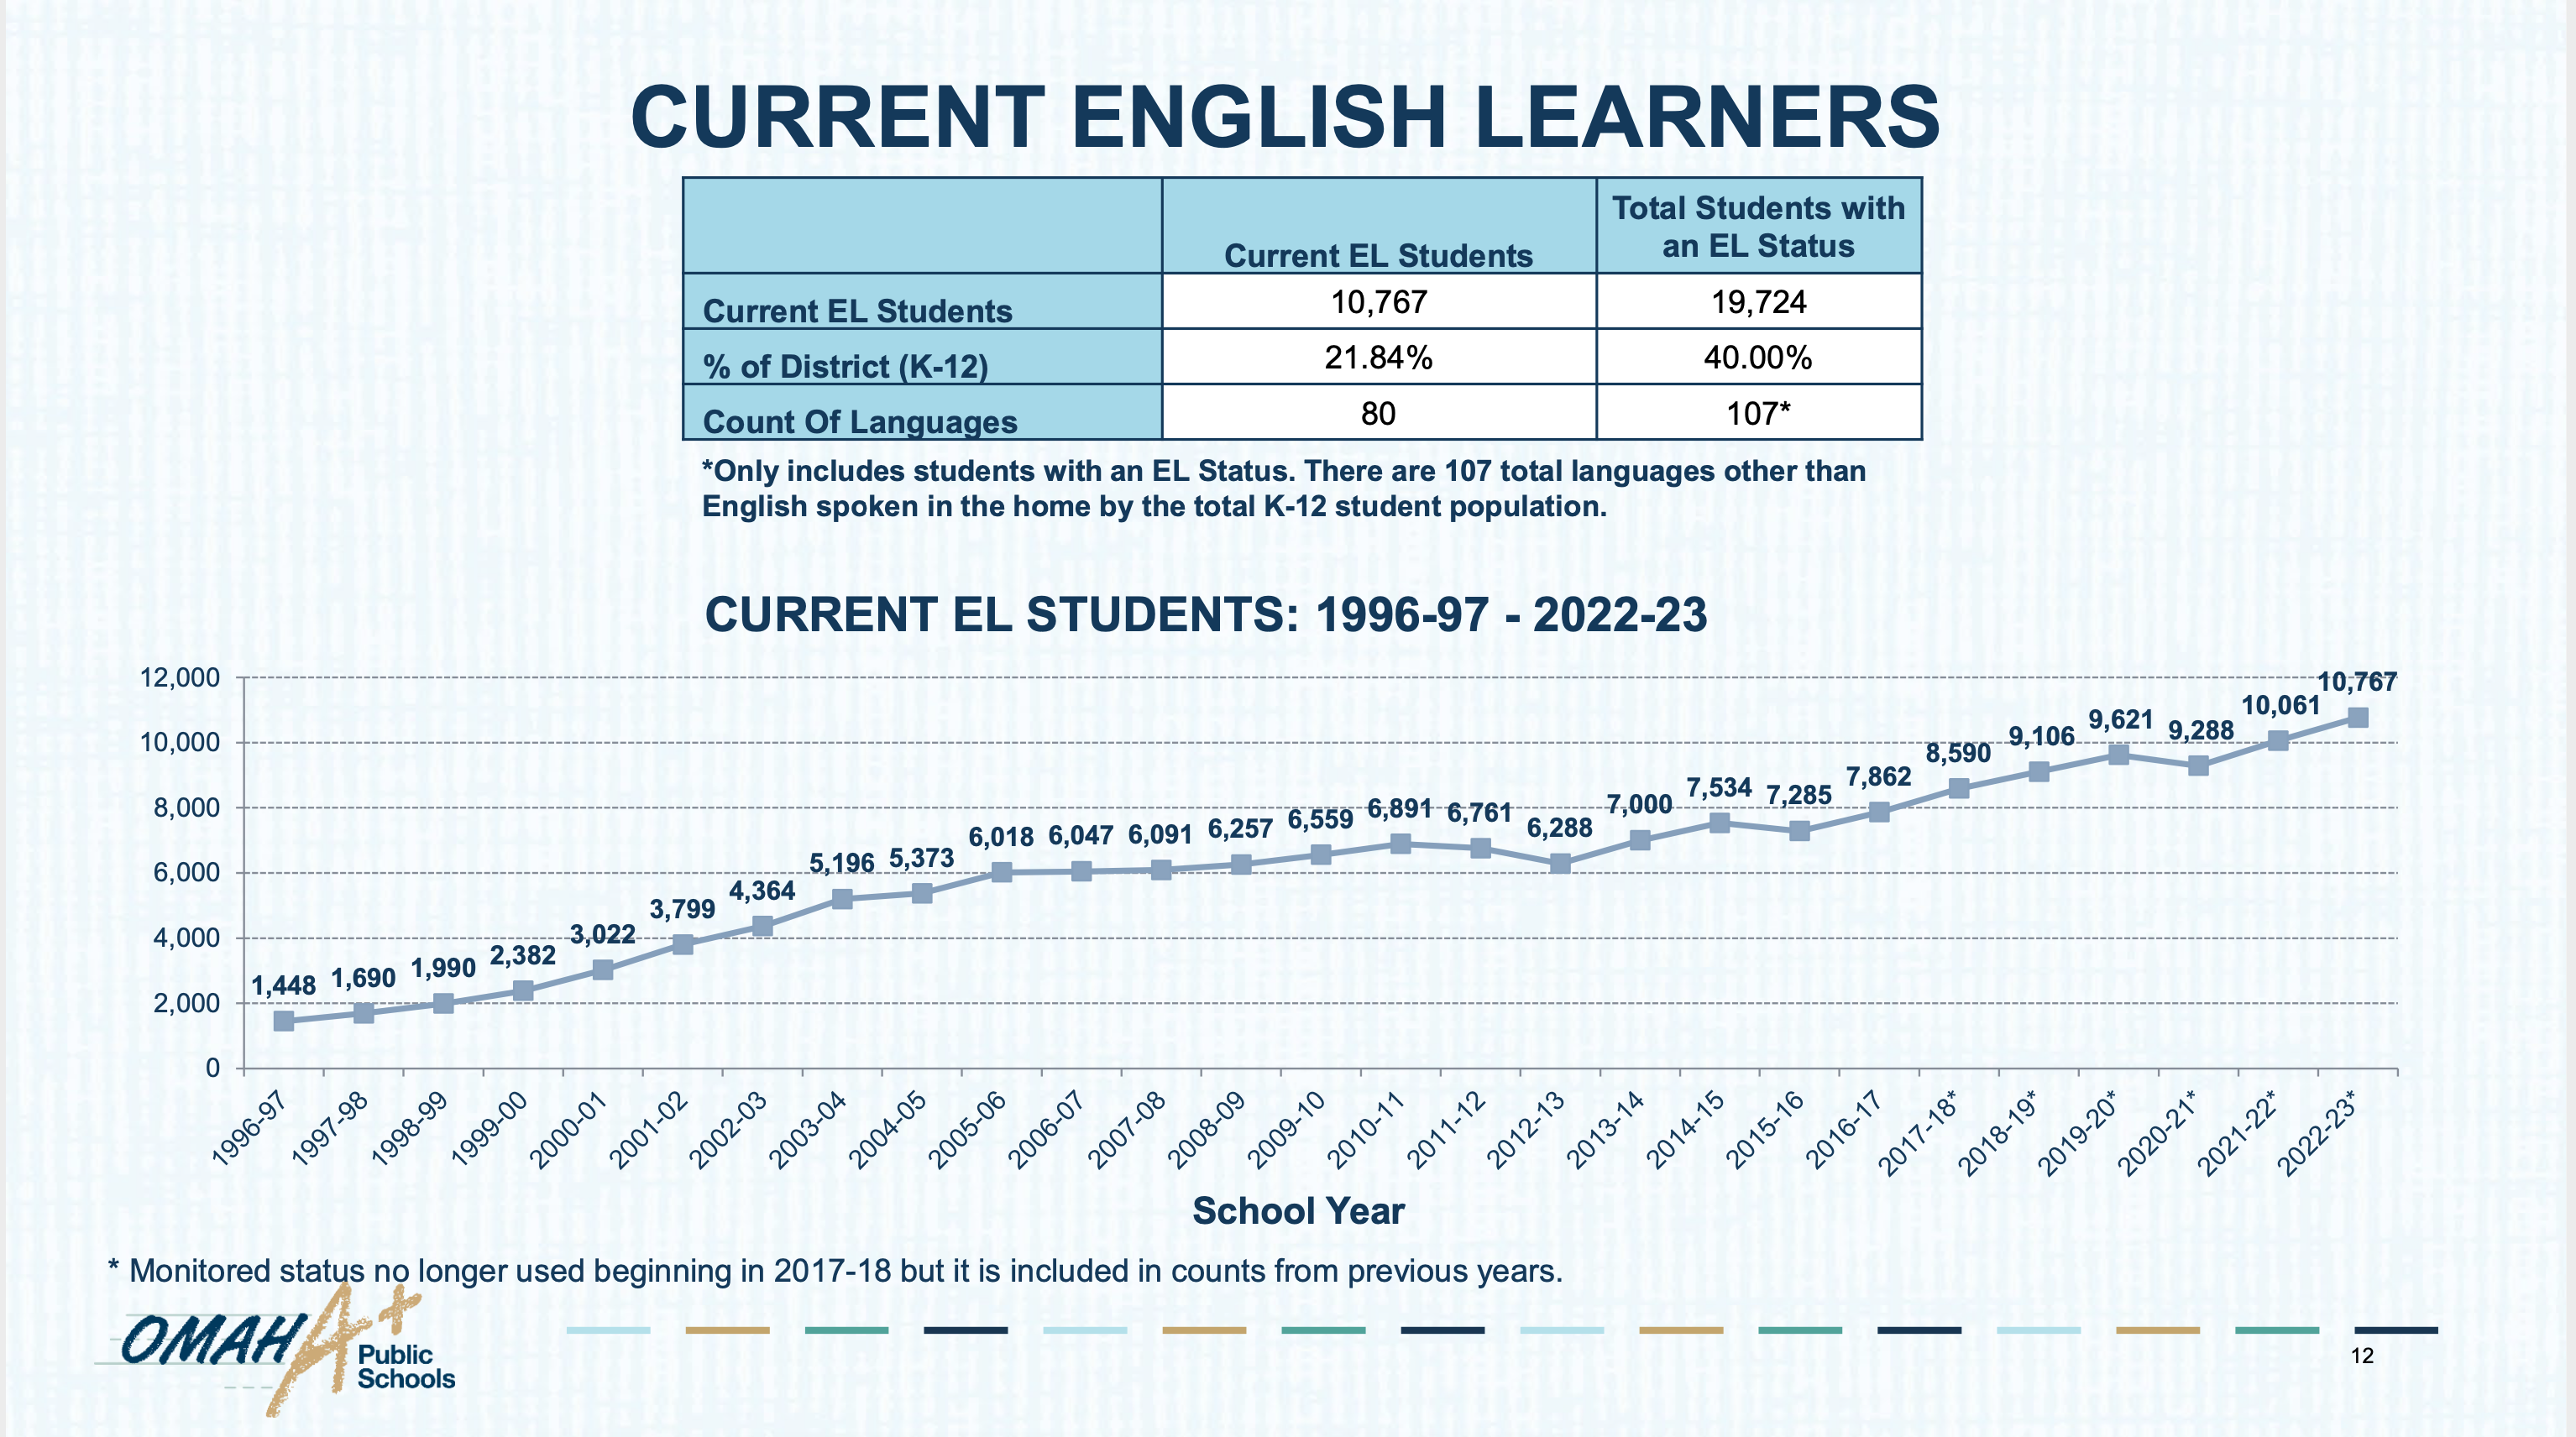 CURRENT ENGLISH LEARNERS
Current EL Students
Total Students with
an EL Status
Current EL Students 10,767 19,724
% of District (K-12) 21.84% 40.00%
Count Of Languages 80 107*
*Only includes students with an EL Status. There are 107 total languages other than
English spoken in the home by the total K-12 student population.
CURRENT EL STUDENTS: 1996-97 - 2022-23
12,000
10,000
8,000
6,000
4,000
2,000
0
1,448 1,690 1,990 2,382 3,022 3,799 4,364 5,196 5,373 6,018 6,047 6,091 6,257 6,559 6,891 6,761 6,288 7,000 7,534 7,285 7,862 8,590 9,106 9,621 9,288 10,061 10,767
1996-97 1997-98 1998-99 1999-00 2000-01 2001-02 2002-03 2003-04 2004-05 2005-06 2006-07 2007-08 2008-09 2009-10 2010-11 2011-12 2012-13 2013-14 2014-15 2015-16 2016-17 2017-18* 2018-19* 2019-20* 2020-21* 2021-22* 2022-23*
School Year
* Monitored status no longer used beginning in 2017-18 but it is included in counts from previous years.
OMAHA+
Public
Schools
12